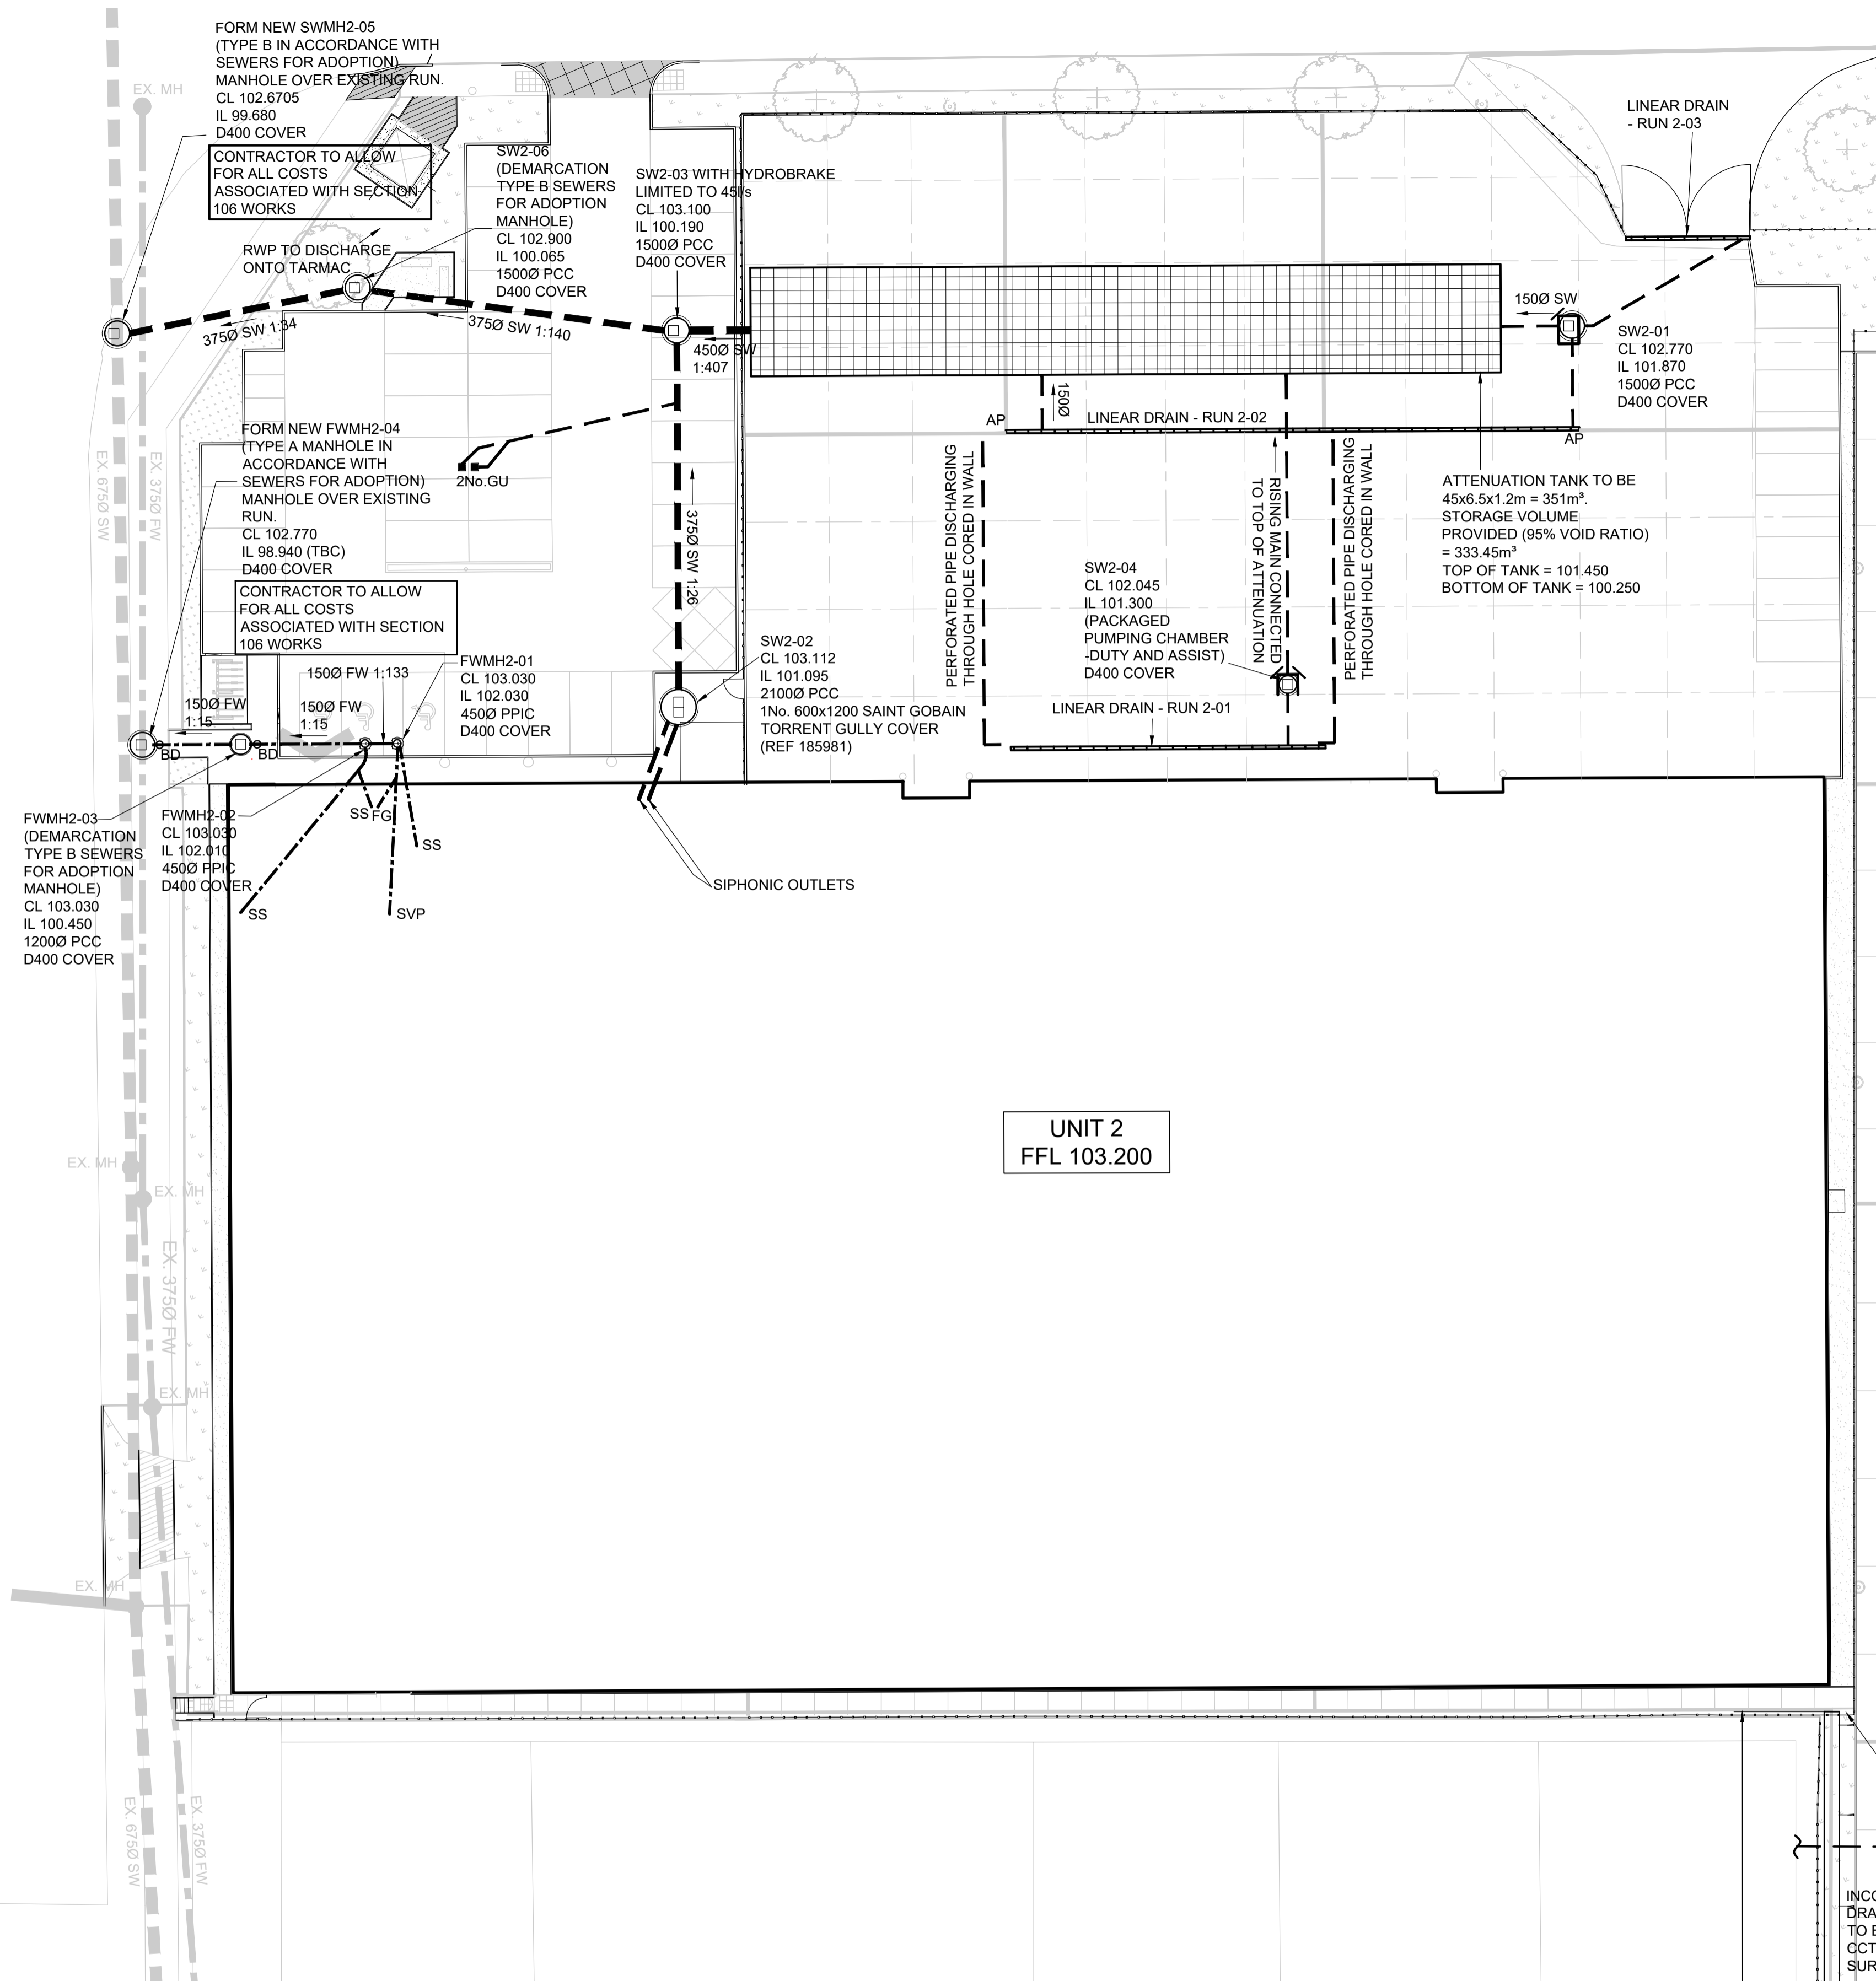 FORM NEW SWMH2-05
(TYPE B IN ACCORDANCE WITH
SEWERS FOR ADOPTION)
MANHOLE OVER EXISTING RUN.
CL 102.6705
IL 99.680
D400 COVER
CONTRACTOR TO ALLOW
FOR ALL COSTS
ASSOCIATED WITH SECTION
106 WORKS
EX. MH
SW2-06
(DEMARCATION
TYPE B SEWERS
FOR ADOPTION
MANHOLE)
CL 102.900
IL 100.065
1500Ø PCC
D400 COVER
SW2-03 WITH HYDROBRAKE
LIMITED TO 45l/s
CL 103.100
IL 100.190
1500Ø PCC
D400 COVER
LINEAR DRAIN
- RUN 2-03
RWP TO DISCHARGE
ONTO TARMAC
375Ø SW 1:34
375Ø SW 1:140
450Ø SW
1:407
150Ø SW
SW2-01
CL 102.770
IL 101.870
1500Ø PCC
D400 COVER
150Ø
AP
LINEAR DRAIN - RUN 2-02
AP
FORM NEW FWMH2-04
(TYPE A MANHOLE IN
ACCORDANCE WITH
SEWERS FOR ADOPTION)
MANHOLE OVER EXISTING
RUN.
CL 102.770
IL 98.940 (TBC)
D400 COVER
CONTRACTOR TO ALLOW
FOR ALL COSTS
ASSOCIATED WITH SECTION
106 WORKS
EX. 675Ø SW
EX. 375Ø FW
2No.GU
375Ø SW 1:26
PERFORATED PIPE DISCHARGING
THROUGH HOLE CORED IN WALL
RISING MAIN CONNECTED
TO TOP OF ATTENUATION
PERFORATED PIPE DISCHARGING
THROUGH HOLE CORED IN WALL
ATTENUATION TANK TO BE
45x6.5x1.2m = 351m³.
STORAGE VOLUME
PROVIDED (95% VOID RATIO)
= 333.45m³
TOP OF TANK = 101.450
BOTTOM OF TANK = 100.250
SW2-04
CL 102.045
IL 101.300
(PACKAGED
PUMPING CHAMBER
-DUTY AND ASSIST)
D400 COVER
SW2-02
CL 103.112
IL 101.095
2100Ø PCC
1No. 600x1200 SAINT GOBAIN
TORRENT GULLY COVER
(REF 185981)
LINEAR DRAIN - RUN 2-01
150Ø FW 1:133
FWMH2-01
CL 103.030
IL 102.030
450Ø PPIC
D400 COVER
150Ø FW
1:15
150Ø FW
1:15
BD
BD
FWMH2-03
(DEMARCATION
TYPE B SEWERS
FOR ADOPTION
MANHOLE)
CL 103.030
IL 100.450
1200Ø PCC
D400 COVER
FWMH2-02
CL 103.030
IL 102.010
450Ø PPIC
D400 COVER
SS
FG
SS
SS
SVP
SIPHONIC OUTLETS
UNIT 2
FFL 103.200
EX. MH
EX. MH
EX. 375Ø FW
EX. MH
EX. MH
EX. 675Ø SW
EX. 375Ø FW